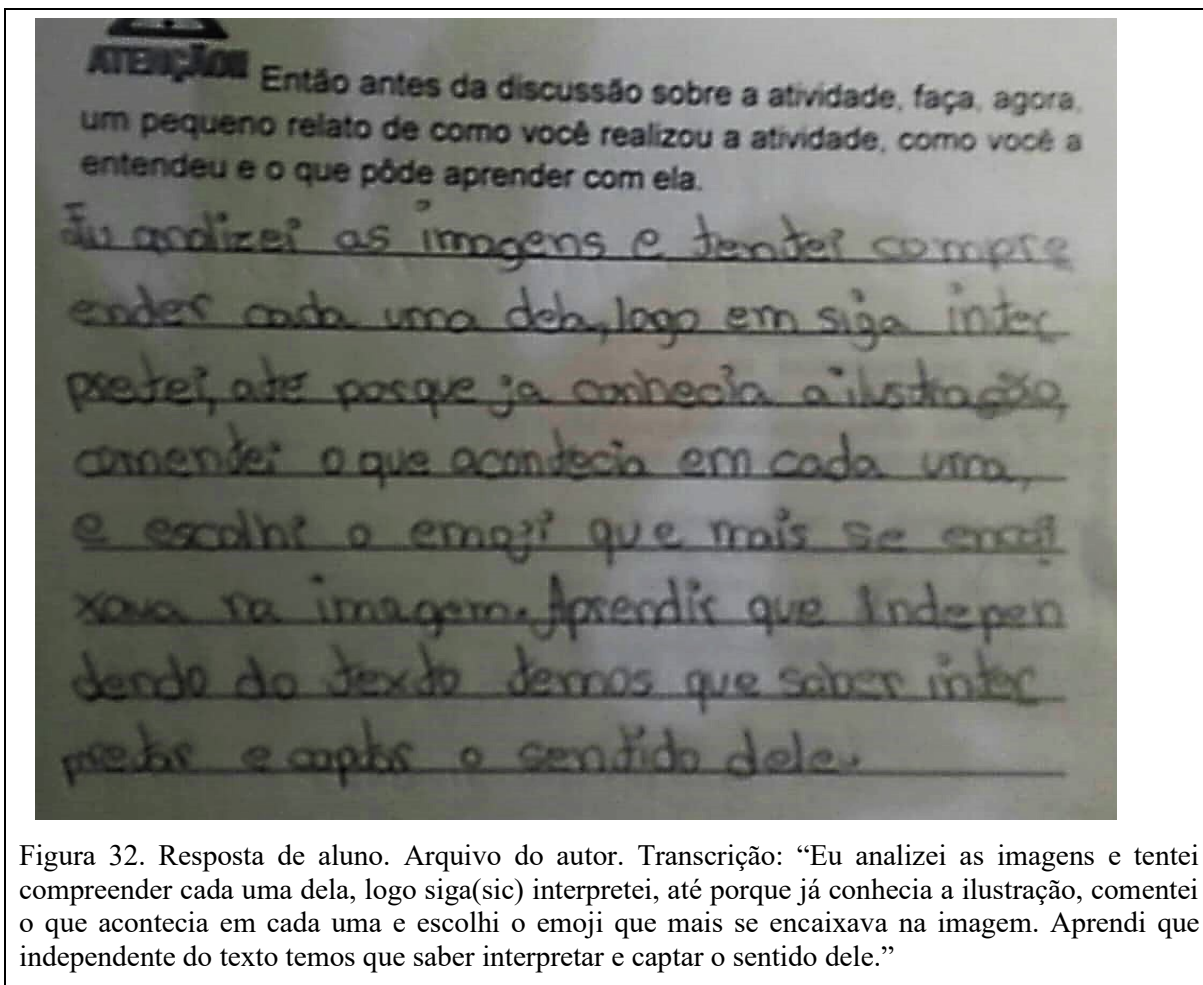 ATENÇÃO!! Então antes da discussão sobre a atividade, faça, agora,
um pequeno relato de como você realizou a atividade, como você a
entendeu e o que pôde aprender com ela.
Eu analizei as imagens e tentei compre
ender cada uma dela, logo em siga inter
pretei, até porque ja conhecia a ilustração,
comentei o que acontecia em cada uma,
e escolhi o emoji que mais se encai
xava na imagem. Aprendir que Indepen
dendo do texto temos que saber inter
pretar e captar o sentido dele.
Figura 32. Resposta de aluno. Arquivo do autor. Transcrição: “Eu analizei as imagens e tentei
compreender cada uma dela, logo siga(sic) interpretei, até porque já conhecia a ilustração, comentei
o que acontecia em cada uma e escolhi o emoji que mais se encaixava na imagem. Aprendi que
independente do texto temos que saber interpretar e captar o sentido dele.”